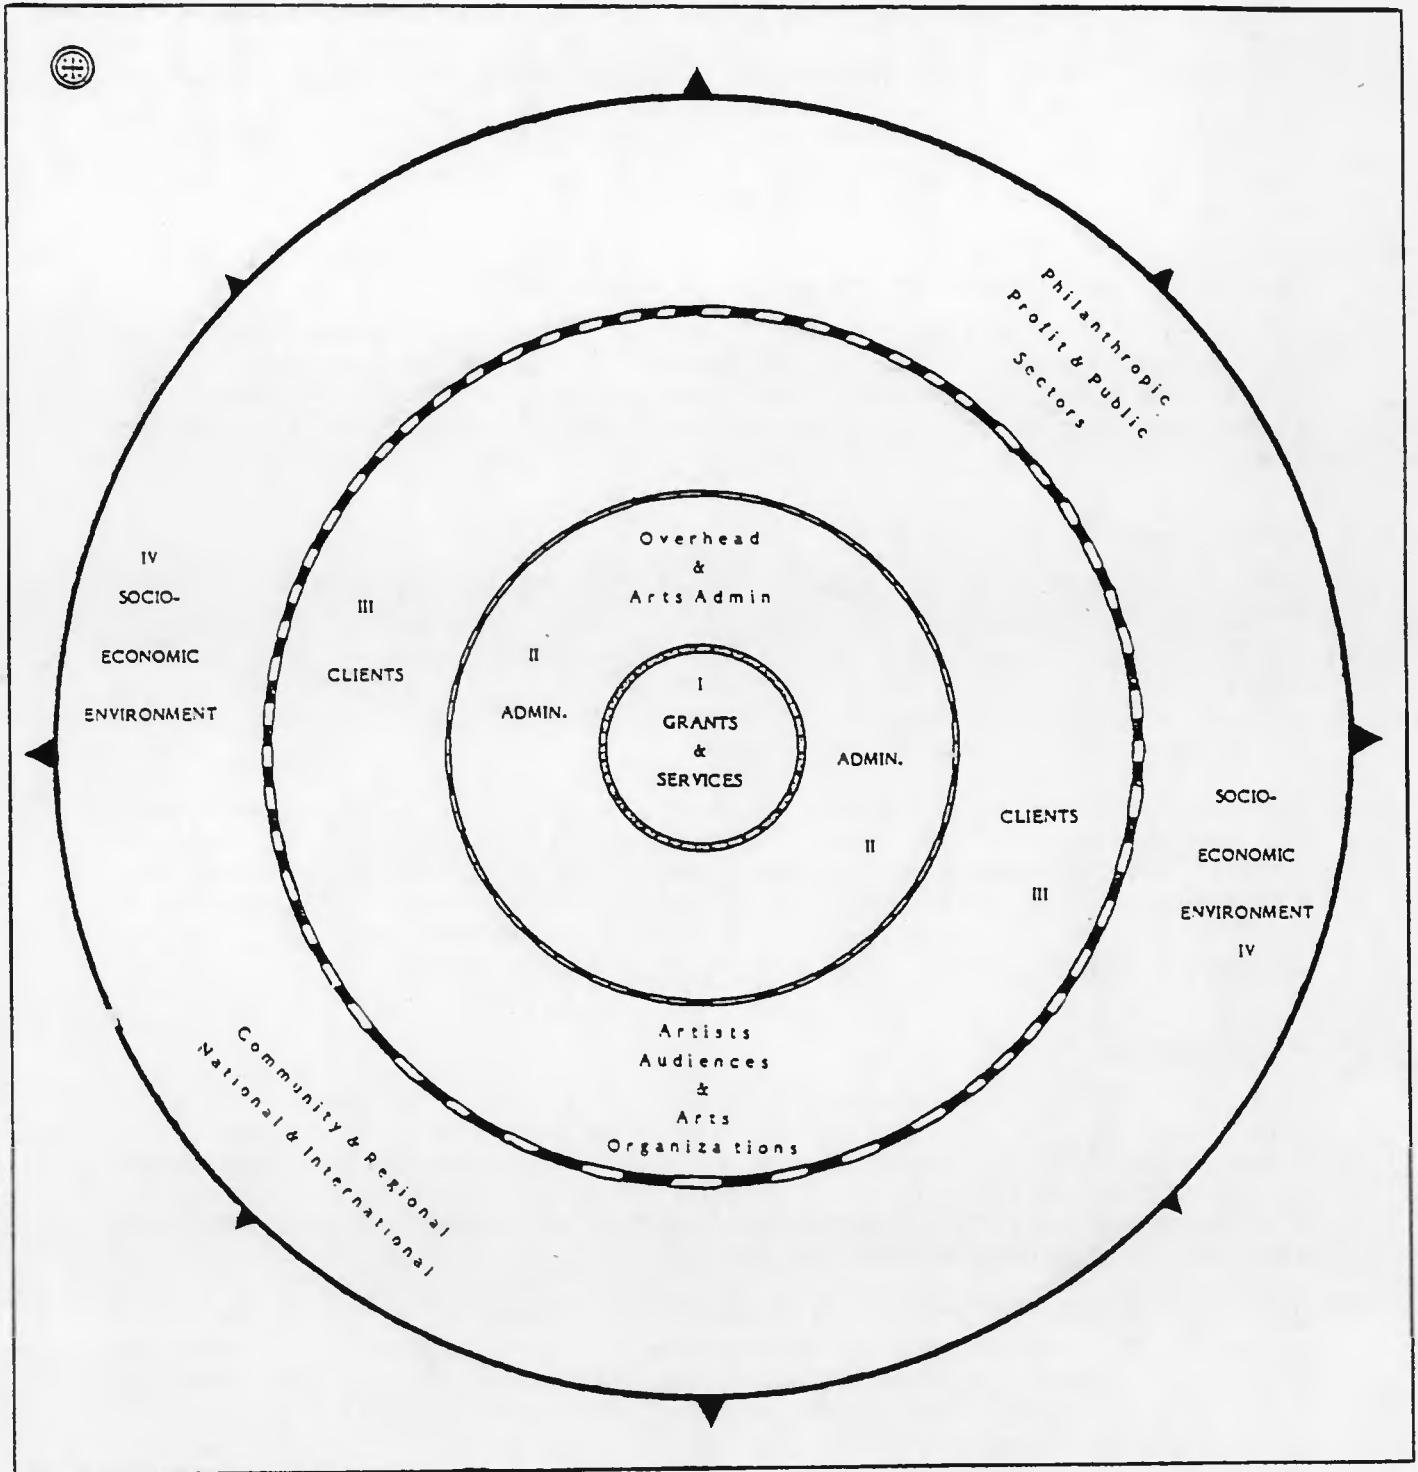 Philanthropic
Profit & Public
Sectors
Overhead
&
Arts Admin
IV
SOCIO-
ECONOMIC
ENVIRONMENT
III
CLIENTS
II
ADMIN.
I
GRANTS
&
SERVICES
ADMIN.
II
CLIENTS
III
SOCIO-
ECONOMIC
ENVIRONMENT
IV
Artists
Audiences
&
Arts
Organizations
Community & Regional
National & International